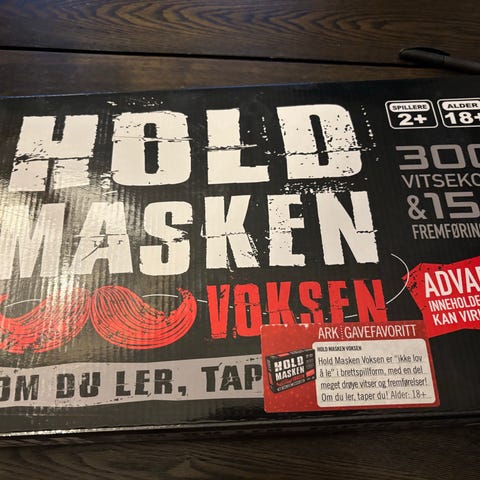 HOLD
MASKEN
VOKSEN
OM DU LER, TAP
SPILLERE
2+
ALDER
18+
300
VITSEKO
&15
FREMFØRIN
ADVA
INNEHOLDE
KAN VIR
ARK GAVEFAVORITT
HOLD MASKEN VOKSEN
Hold Masken Voksen er "ikke lov
å le" i brettspillform, med en del
meget drøye vitser og fremførelser!
Om du ler, taper du! Alder: 18+
HOLD
MASKEN